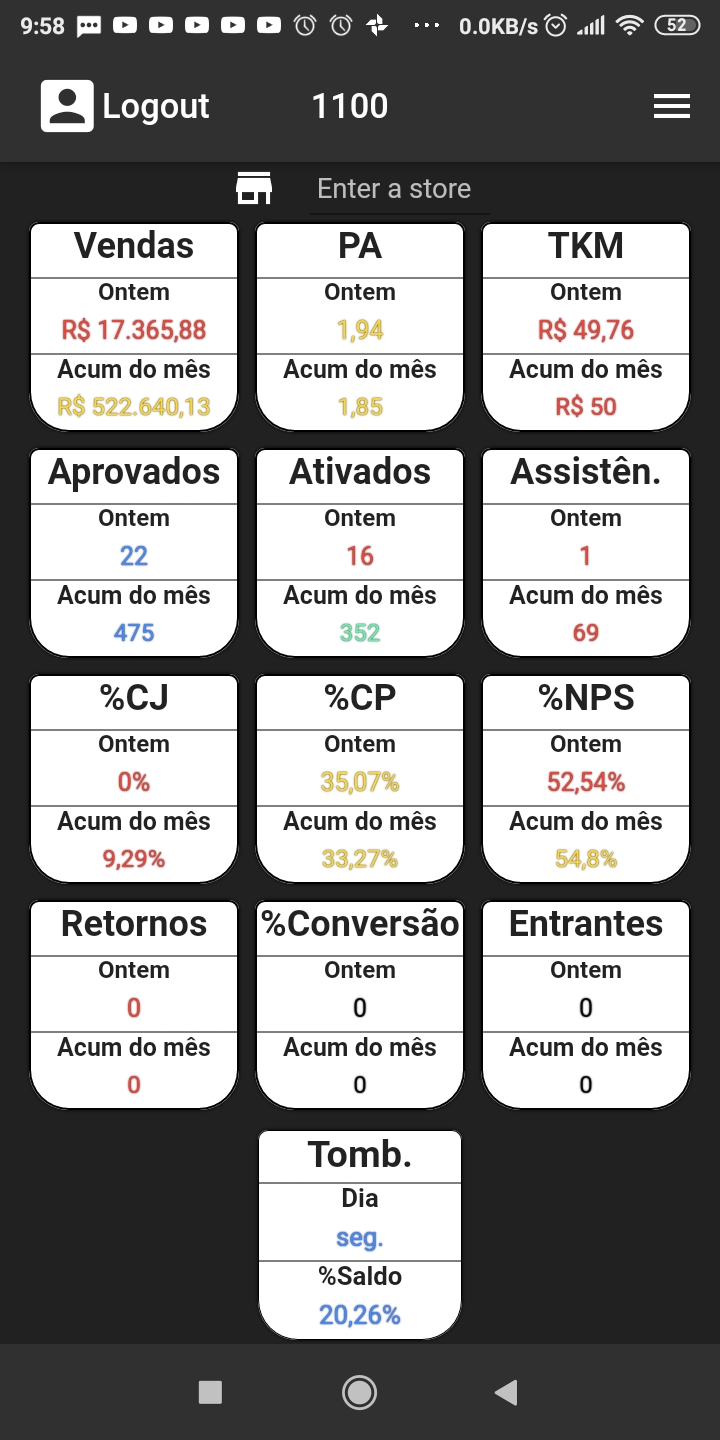 9:58 0.0KB/s 52
Logout 1100
Enter a store
Vendas PA TKM
Ontem Ontem Ontem
R$ 17.365,88 1,94 R$ 49,76
Acum do mês Acum do mês Acum do mês
R$ 522.640,13 1,85 R$ 50
Aprovados Ativados Assistên.
Ontem Ontem Ontem
22 16 1
Acum do mês Acum do mês Acum do mês
475 352 69
%CJ %CP %NPS
Ontem Ontem Ontem
0% 35,07% 52,54%
Acum do mês Acum do mês Acum do mês
9,29% 33,27% 54,8%
Retornos %Conversão Entrantes
Ontem Ontem Ontem
0 0 0
Acum do mês Acum do mês Acum do mês
0 0 0
Tomb.
Dia
seg.
%Saldo
20,26%